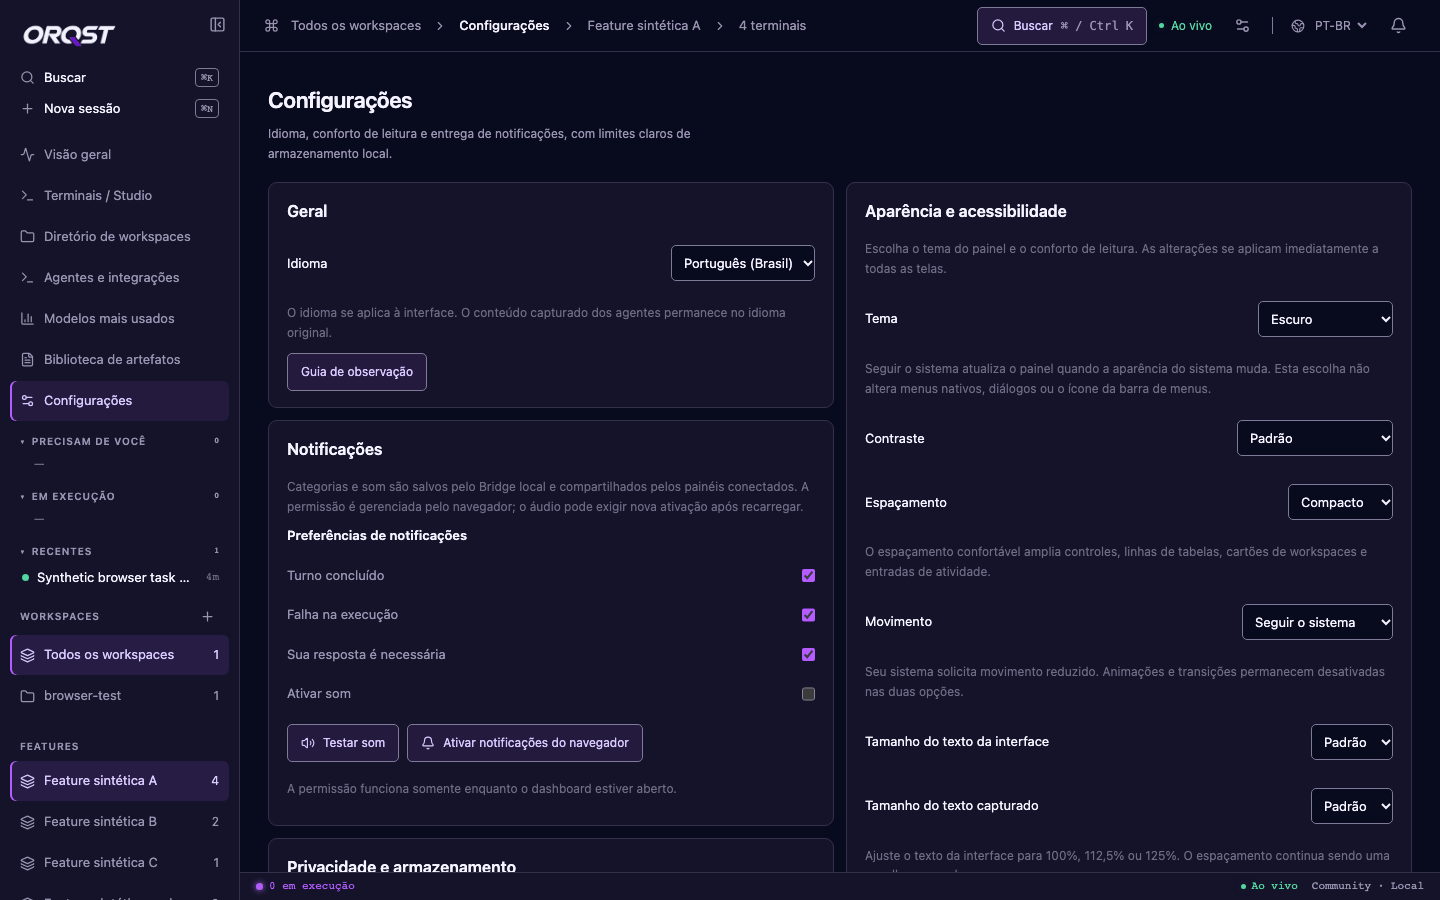 ORQST
Buscar ⌘K
Nova sessão ⌘N
Visão geral
Terminais / Studio
Diretório de workspaces
Agentes e integrações
Modelos mais usados
Biblioteca de artefatos
Configurações
PRECISAM DE VOCÊ 0
—
EM EXECUÇÃO 0
—
RECENTES 1
Synthetic browser task ... 4m
WORKSPACES
Todos os workspaces 1
browser-test 1
FEATURES
Feature sintética A 4
Feature sintética B 2
Feature sintética C 1
⌘ Todos os workspaces > Configurações > Feature sintética A > 4 terminais
Buscar ⌘ / Ctrl K
Ao vivo
PT-BR
Configurações
Idioma, conforto de leitura e entrega de notificações, com limites claros de
armazenamento local.
Geral
Idioma Português (Brasil)
O idioma se aplica à interface. O conteúdo capturado dos agentes permanece no idioma
original.
Guia de observação
Notificações
Categorias e som são salvos pelo Bridge local e compartilhados pelos painéis conectados. A
permissão é gerenciada pelo navegador; o áudio pode exigir nova ativação após recarregar.
Preferências de notificações
Turno concluído
Falha na execução
Sua resposta é necessária
Ativar som
Testar som
Ativar notificações do navegador
A permissão funciona somente enquanto o dashboard estiver aberto.
Privacidade e armazenamento
Aparência e acessibilidade
Escolha o tema do painel e o conforto de leitura. As alterações se aplicam imediatamente a
todas as telas.
Tema Escuro
Seguir o sistema atualiza o painel quando a aparência do sistema muda. Esta escolha não
altera menus nativos, diálogos ou o ícone da barra de menus.
Contraste Padrão
Espaçamento Compacto
O espaçamento confortável amplia controles, linhas de tabelas, cartões de workspaces e
entradas de atividade.
Movimento Seguir o sistema
Seu sistema solicita movimento reduzido. Animações e transições permanecem desativadas
nas duas opções.
Tamanho do texto da interface Padrão
Tamanho do texto capturado Padrão
Ajuste o texto da interface para 100%, 112,5% ou 125%. O espaçamento continua sendo uma
0 em execução
Ao vivo Community · Local